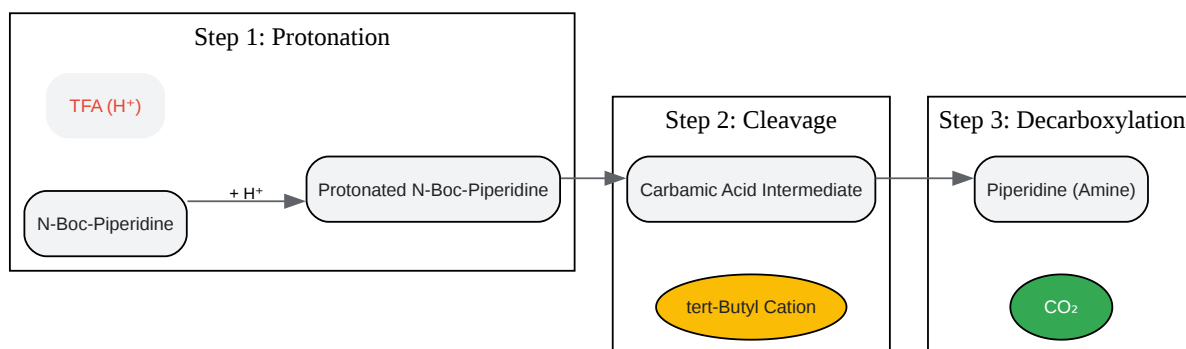 Step 1: Protonation
TFA (H⁺)
N-Boc-Piperidine
+ H⁺
Protonated N-Boc-Piperidine
Step 2: Cleavage
Carbamic Acid Intermediate
tert-Butyl Cation
Step 3: Decarboxylation
Piperidine (Amine)
CO₂